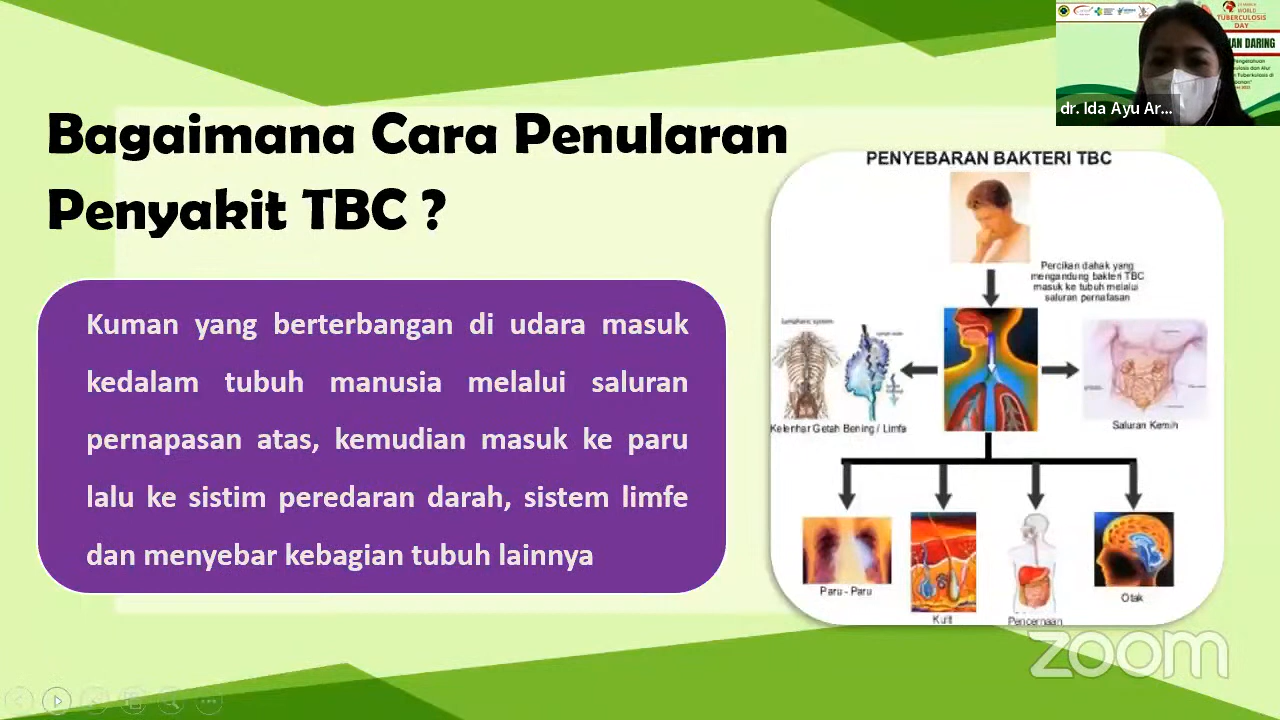 WORLD
TUBERCULOSIS
DAY
AN DARING
dr. Ida Ayu Ar...
Bagaimana Cara Penularan
Penyakit TBC ?
Kuman yang berterbangan di udara masuk
kedalam tubuh manusia melalui saluran
pernapasan atas, kemudian masuk ke paru
lalu ke sistim peredaran darah, sistem limfe
dan menyebar kebagian tubuh lainnya
PENYEBARAN BAKTERI TBC
Percikan dahak yang
mengandung bakteri TBC
masuk ke tubuh melalui
saluran pernafasan
Kelenhar Getah Bening / Limfa
Saluran Kemih
Paru - Paru
Kulit
Pencernaan
Otak
zoom